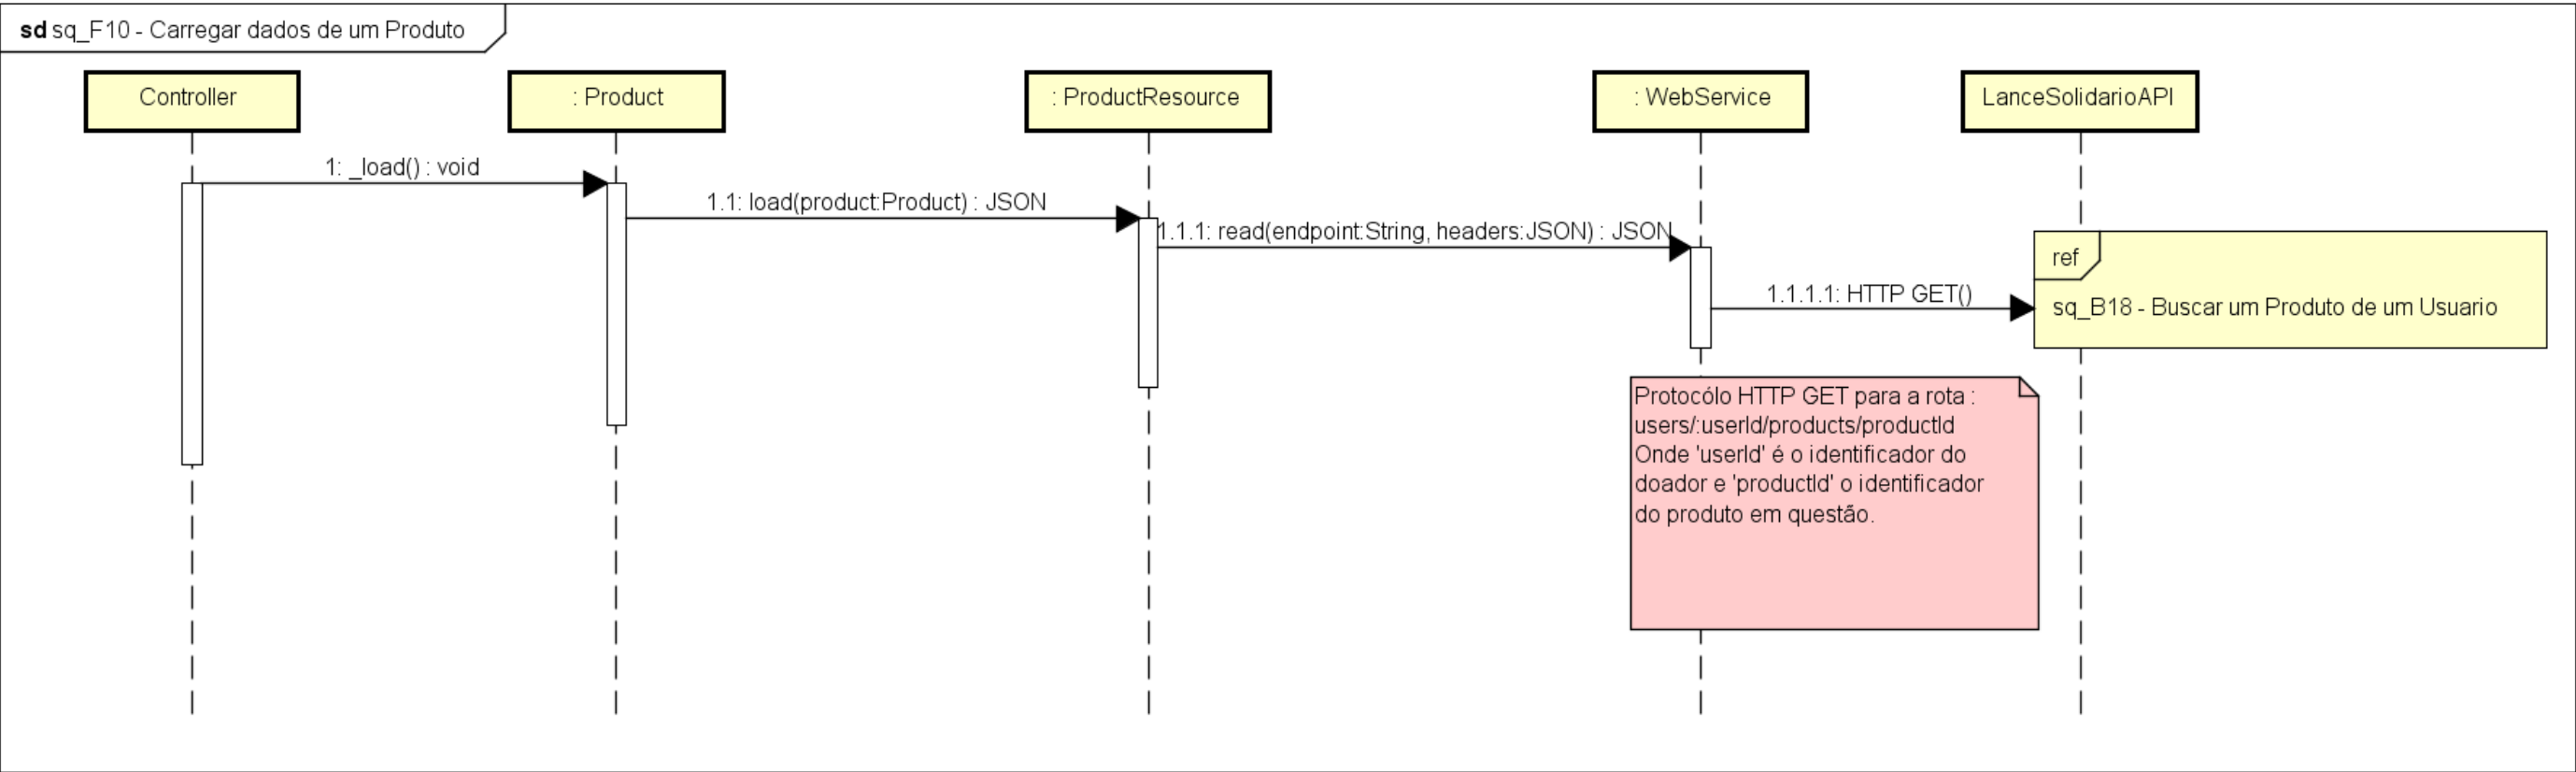 sd sq_F10 - Carregar dados de um Produto
Controller
: Product
: ProductResource
: WebService
LanceSolidarioAPI
1: _load() : void
1.1: load(product:Product) : JSON
1.1.1: read(endpoint:String, headers:JSON) : JSON
ref
1.1.1.1: HTTP GET()
sq_B18 - Buscar um Produto de um Usuario
Protocólo HTTP GET para a rota :
users/:userId/products/productId
Onde 'userId' é o identificador do
doador e 'productId' o identificador
do produto em questão.